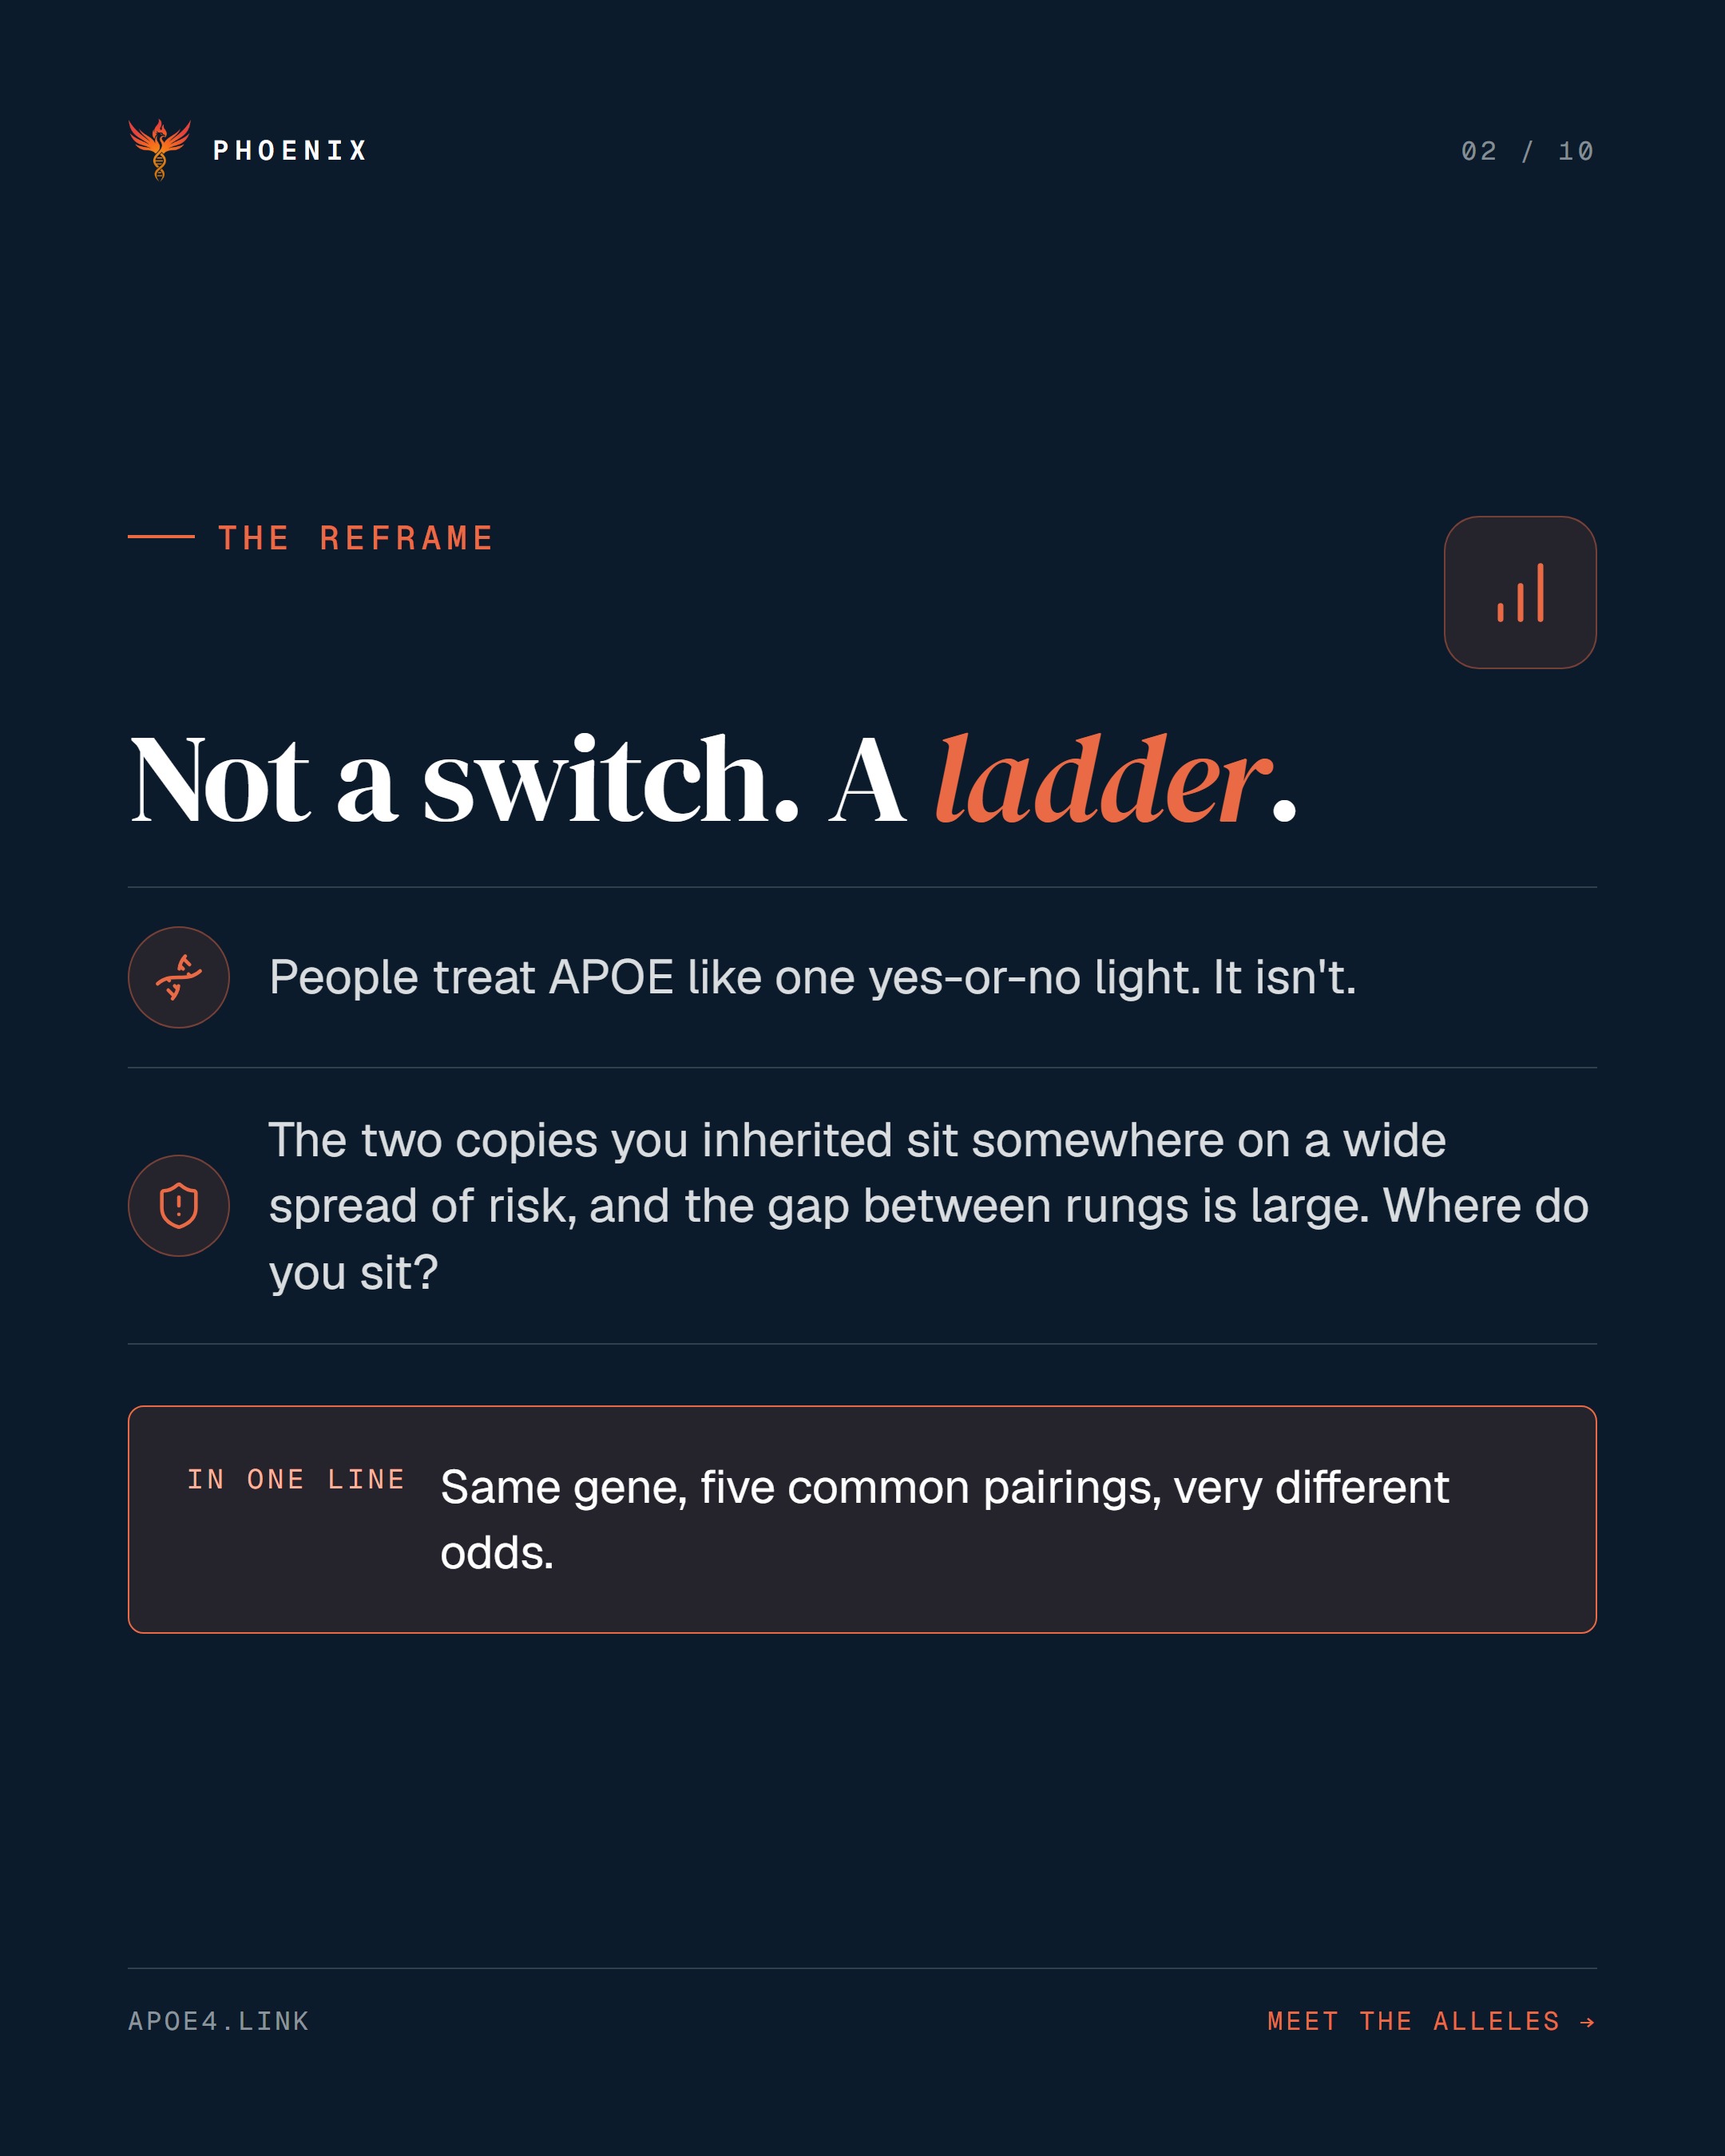 PHOENIX
02 / 10
THE REFRAME
Not a switch. A ladder.
People treat APOE like one yes-or-no light. It isn't.
The two copies you inherited sit somewhere on a wide
spread of risk, and the gap between rungs is large. Where do
you sit?
IN ONE LINE
Same gene, five common pairings, very different
odds.
APOE4.LINK
MEET THE ALLELES →